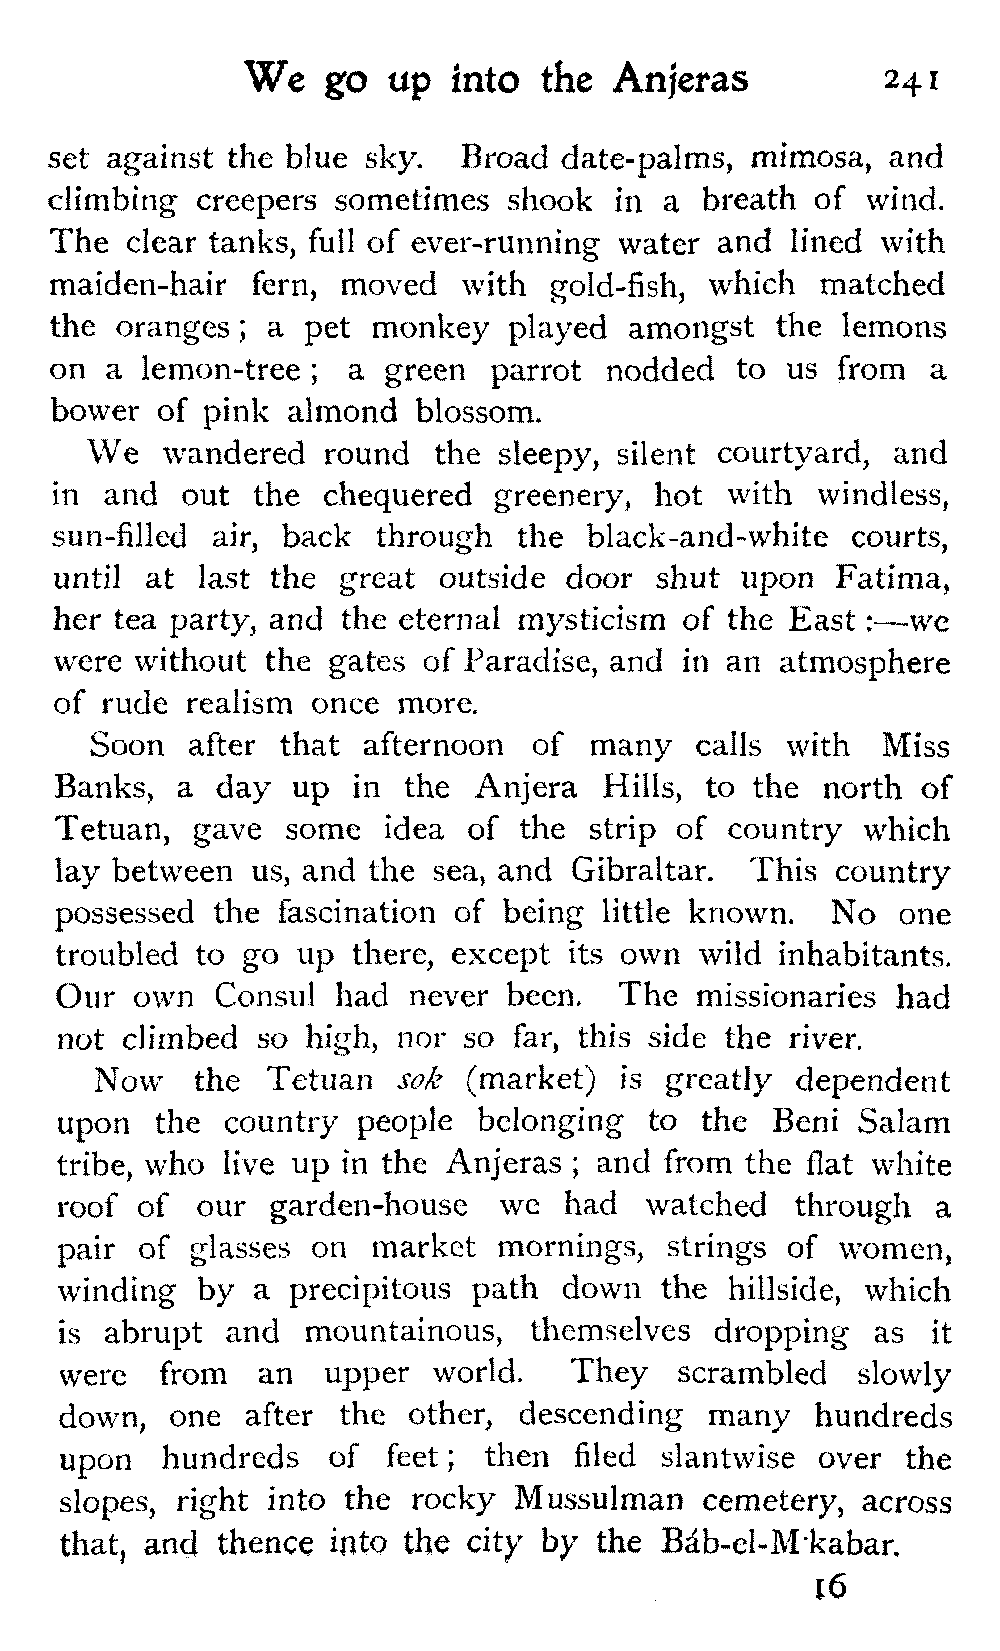 We go up into the Anjeras 241
set against the blue sky. Broad date-palms, mimosa, and
climbing creepers sometimes shook in a breath of wind.
The clear tanks, full of ever-running water and lined with
maiden-hair fern, moved with gold-fish, which matched
the oranges; a pet monkey played amongst the lemons
on a lemon-tree; a green parrot nodded to us from a
bower of pink almond blossom.
We wandered round the sleepy, silent courtyard, and
in and out the chequered greenery, hot with windless,
sun-filled air, back through the black-and-white courts,
until at last the great outside door shut upon Fatima,
her tea party, and the eternal mysticism of the East:—we
were without the gates of Paradise, and in an atmosphere
of rude realism once more.
Soon after that afternoon of many calls with Miss
Banks, a day up in the Anjera Hills, to the north of
Tetuan, gave some idea of the strip of country which
lay between us, and the sea, and Gibraltar. This country
possessed the fascination of being little known. No one
troubled to go up there, except its own wild inhabitants.
Our own Consul had never been. The missionaries had
not climbed so high, nor so far, this side the river.
Now the Tetuan sok (market) is greatly dependent
upon the country people belonging to the Beni Salam
tribe, who live up in the Anjeras; and from the flat white
roof of our garden-house we had watched through a
pair of glasses on market mornings, strings of women,
winding by a precipitous path down the hillside, which
is abrupt and mountainous, themselves dropping as it
were from an upper world. They scrambled slowly
down, one after the other, descending many hundreds
upon hundreds of feet; then filed slantwise over the
slopes, right into the rocky Mussulman cemetery, across
that, and thence into the city by the Báb-el-M·kabar.
16